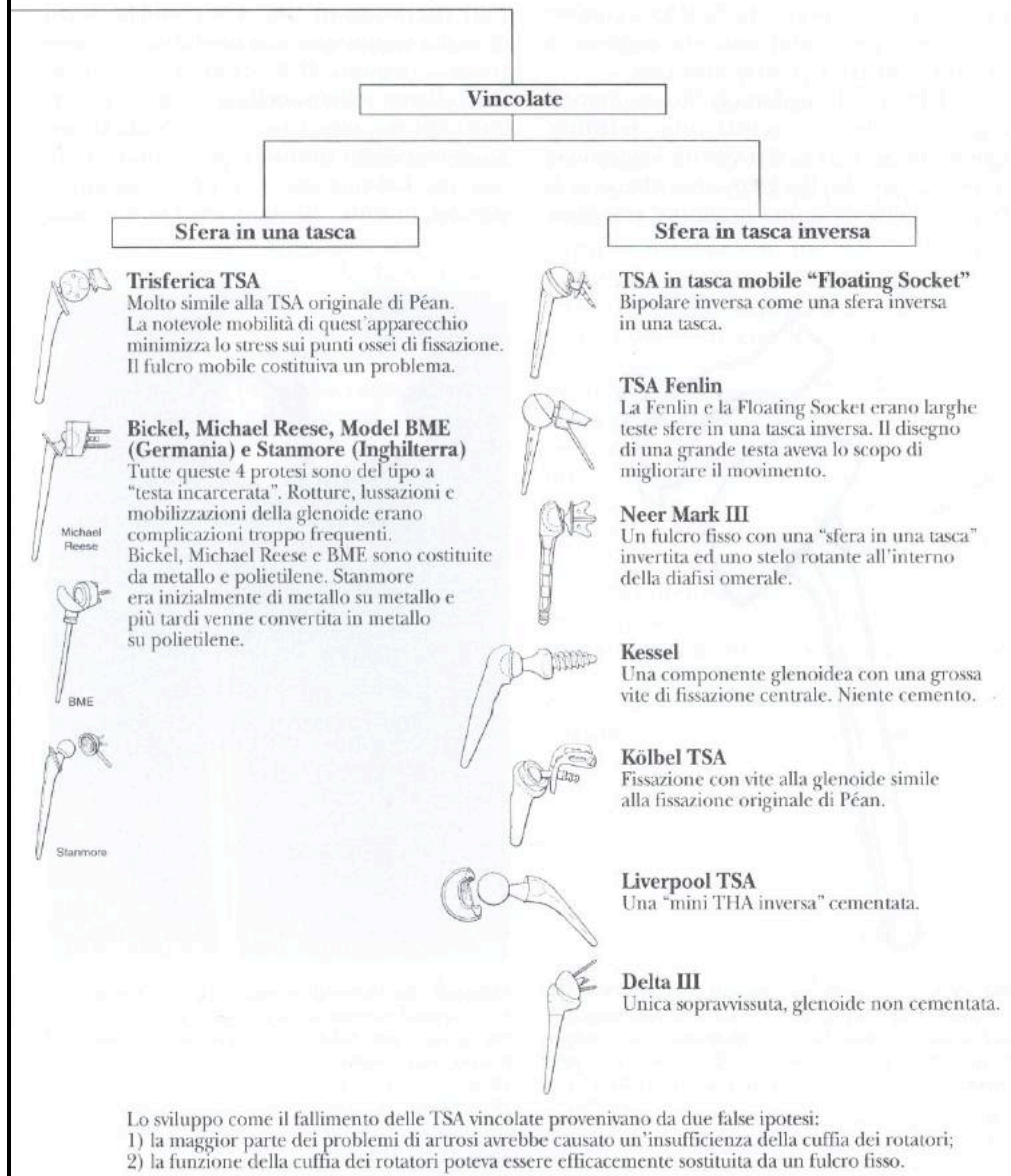 Vincolate
Sfera in una tasca
Trisferica TSA
Molto simile alla TSA originale di Péan.
La notevole mobilità di quest'apparecchio
minimizza lo stress sui punti ossei di fissazione.
Il fulcro mobile costituiva un problema.
Bickel, Michael Reese, Model BME
(Germania) e Stanmore (Inghilterra)
Tutte queste 4 protesi sono del tipo a
"testa incarcerata". Rotture, lussazioni e
mobilizzazioni della glenoide erano
complicazioni troppo frequenti.
Bickel, Michael Reese e BME sono costituite
da metallo e polietilene. Stanmore
era inizialmente di metallo su metallo e
più tardi venne convertita in metallo
su polietilene.
Michael
Reese
BME
Stanmore
Sfera in tasca inversa
TSA in tasca mobile "Floating Socket"
Bipolare inversa come una sfera inversa
in una tasca.
TSA Fenlin
La Fenlin e la Floating Socket erano larghe
teste sfere in una tasca inversa. Il disegno
di una grande testa aveva lo scopo di
migliorare il movimento.
Neer Mark III
Un fulcro fisso con una "sfera in una tasca"
invertita ed uno stelo rotante all'interno
della diafisi omerale.
Kessel
Una componente glenoidea con una grossa
vite di fissazione centrale. Niente cemento.
Kölbel TSA
Fissazione con vite alla glenoide simile
alla fissazione originale di Péan.
Liverpool TSA
Una "mini THA inversa" cementata.
Delta III
Unica sopravvissuta, glenoide non cementata.
Lo sviluppo come il fallimento delle TSA vincolate provenivano da due false ipotesi:
1) la maggior parte dei problemi di artrosi avrebbe causato un'insufficienza della cuffia dei rotatori;
2) la funzione della cuffia dei rotatori poteva essere efficacemente sostituita da un fulcro fisso.